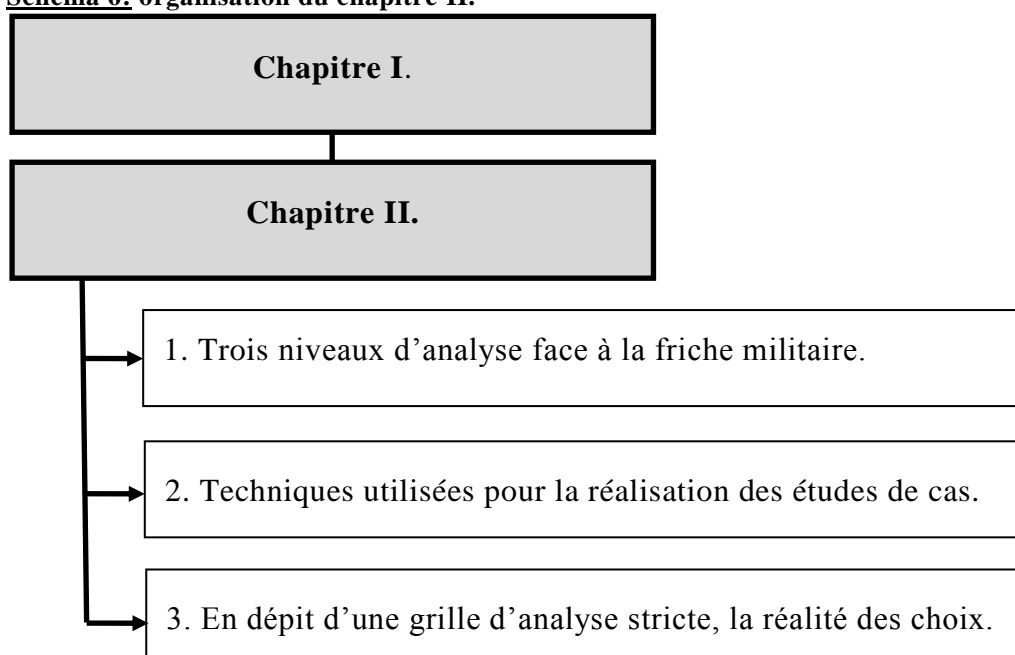 Schéma organisation du chapitre II.
Chapitre I.
Chapitre II.
1. Trois niveaux d’analyse face à la friche militaire.
2. Techniques utilisées pour la réalisation des études de cas.
3. En dépit d’une grille d’analyse stricte, la réalité des choix.